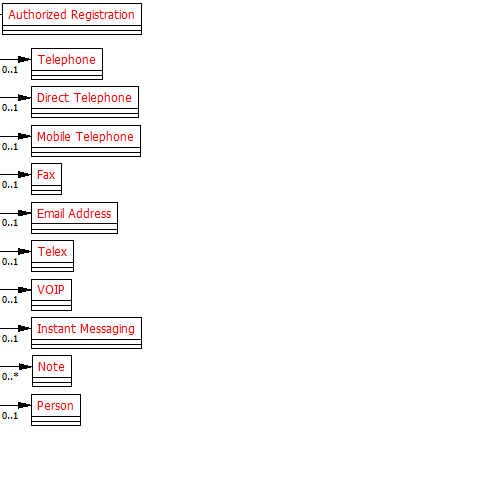 Authorized Registration
Telephone
0..1
Direct Telephone
0..1
Mobile Telephone
0..1
Fax
0..1
Email Address
0..1
Telex
0..1
VOIP
0..1
Instant Messaging
0..1
Note
0..*
Person
0..1